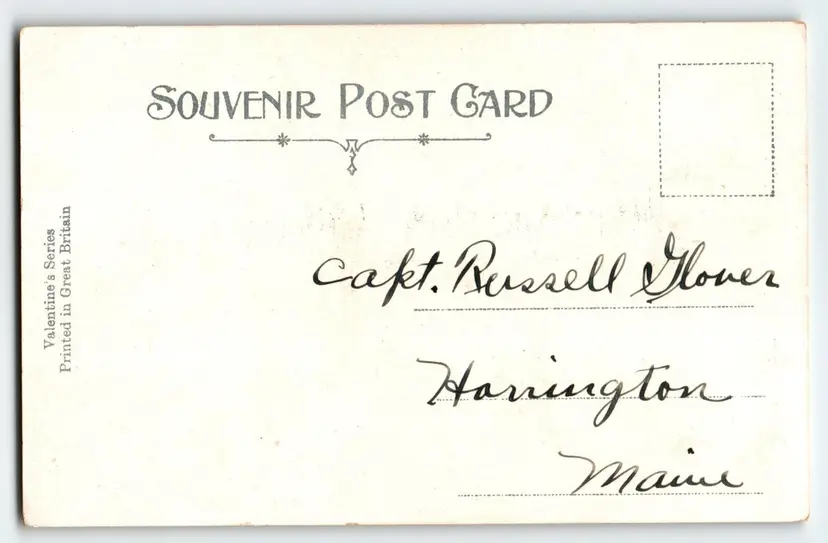 SOUVENIR POST CARD
Valentine's Series
Printed in Great Britain
Capt. Russell Glover
Harrington
Maine